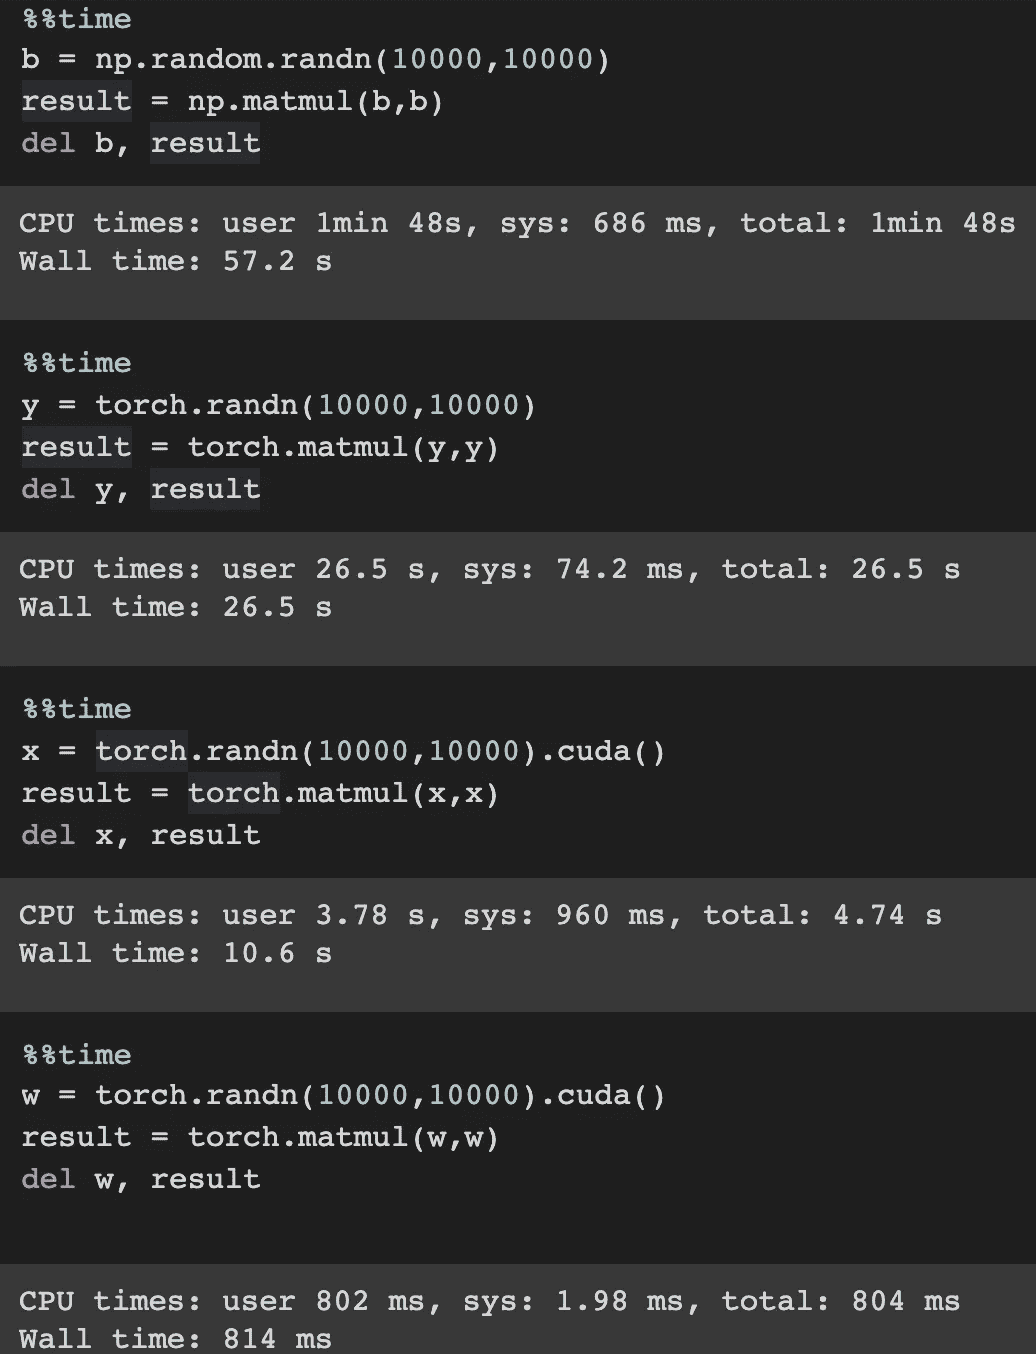 %%time
b = np.random.randn(10000,10000)
result = np.matmul(b,b)
del b, result
CPU times: user 1min 48s, sys: 686 ms, total: 1min 48s
Wall time: 57.2 s
%%time
y = torch.randn(10000,10000)
result = torch.matmul(y,y)
del y, result
CPU times: user 26.5 s, sys: 74.2 ms, total: 26.5 s
Wall time: 26.5 s
%%time
x = torch.randn(10000,10000).cuda()
result = torch.matmul(x,x)
del x, result
CPU times: user 3.78 s, sys: 960 ms, total: 4.74 s
Wall time: 10.6 s
%%time
w = torch.randn(10000,10000).cuda()
result = torch.matmul(w,w)
del w, result
CPU times: user 802 ms, sys: 1.98 ms, total: 804 ms
Wall time: 814 ms